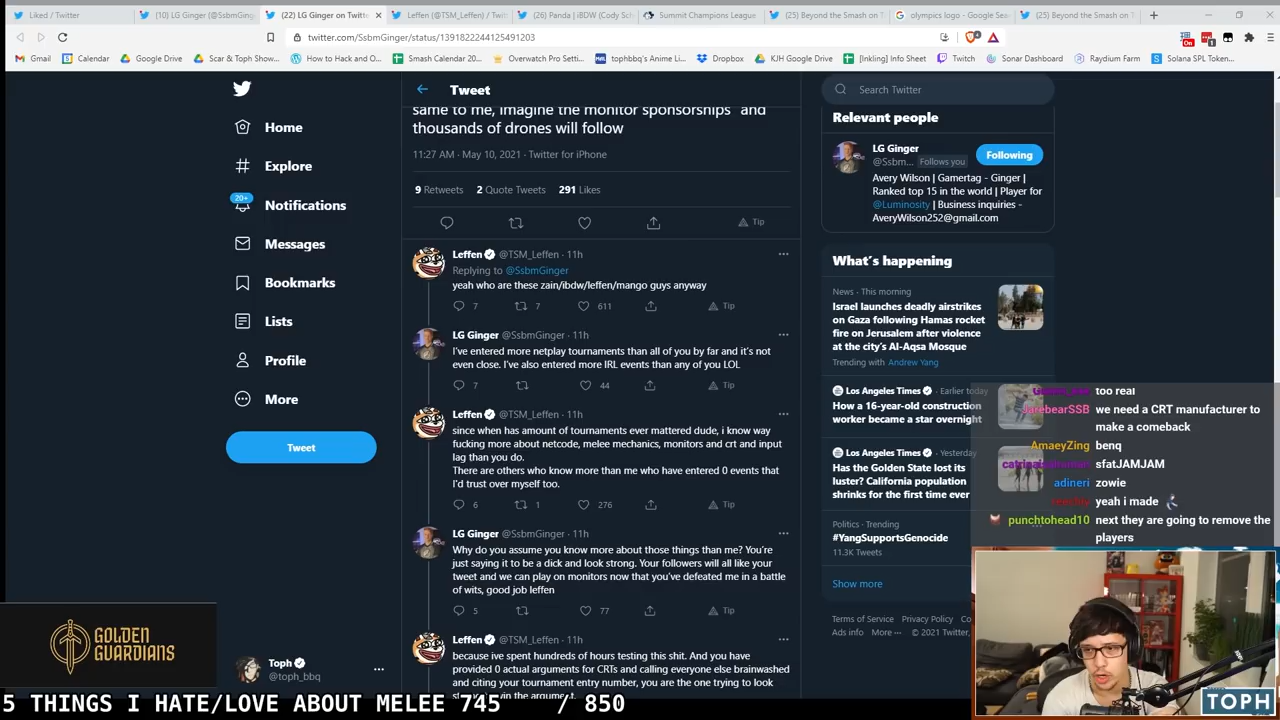 Liked / Twitter
(10) LG Ginger (@SsbmGing
(22) LG Ginger on Twitte
Leffen (@TSM_Leffen) / Twit
(26) Panda | iBDW (Cody Sc
Summit Champions League
(25) Beyond the Smash on T
olympics logo - Google Sea
(25) Beyond the Smash on T
twitter.com/SsbmGinger/status/1391822244125491203
Gmail
Calendar
Google Drive
Scar & Toph Show...
How to Hack and O...
Smash Calendar 20...
Overwatch Pro Settin...
tophbbq's Anime Li...
Dropbox
KJH Google Drive
[Inkling] Info Sheet
Twitch
Sonar Dashboard
Raydium Farm
Solana SPL Token...
Home
Explore
20+
Notifications
Messages
Bookmarks
Lists
Profile
More
Tweet
Toph
@toph_bbq
Tweet
same to me, imagine the monitor sponsorships" and
thousands of drones will follow
11:27 AM · May 10, 2021 · Twitter for iPhone
9 Retweets 2 Quote Tweets 291 Likes
Tip
Leffen @TSM_Leffen · 11h
Replying to @SsbmGinger
yeah who are these zain/ibdw/leffen/mango guys anyway
7 7 611 Tip
LG Ginger @SsbmGinger · 11h
I've entered more netplay tournaments than all of you by far and it's not
even close. I've also entered more IRL events than any of you LOL
7 44 Tip
Leffen @TSM_Leffen · 11h
since when has amount of tournaments ever mattered dude, i know way
fucking more about netcode, melee mechanics, monitors and crt and input
lag than you do.
There are others who know more than me who have entered 0 events that
I'd trust over myself too.
6 1 276 Tip
LG Ginger @SsbmGinger · 11h
Why do you assume you know more about those things than me? You're
just saying it to be a dick and look strong. Your followers will all like your
tweet and we can play on monitors now that you've defeated me in a battle
of wits, good job leffen
5 77 Tip
Leffen @TSM_Leffen · 11h
because ive spent hundreds of hours testing this shit. And you have
provided 0 actual arguments for CRTs and calling everyone else brainwashed
and citing your tournament entry number, you are the one trying to look
Search Twitter
Relevant people
LG Ginger
@Ssbm... Follows you
Following
Avery Wilson | Gamertag - Ginger |
Ranked top 15 in the world | Player for
@Luminosity | Business inquiries -
AveryWilson252@gmail.com
What's happening
News · This morning
Israel launches deadly airstrikes
on Gaza following Hamas rocket
fire on Jerusalem after violence
at the city's Al-Aqsa Mosque
Trending with Andrew Yang
Los Angeles Times · Earlier today
How a 16-year-old construction
worker became a star overnight
Los Angeles Times · Yesterday
Has the Golden State lost its
luster? California population
shrinks for the first time ever
Politics · Trending
#YangSupportsGenocide
11.3K Tweets
Show more
Terms of Service Privacy Policy Co
Ads info More ··· © 2021 Twitter,
too real
JarebearSSB we need a CRT manufacturer to
make a comeback
AmaeyZing benq
sfatJAMJAM
adineri zowie
yeah i made
punchtohead10 next they are going to remove the
players
GOLDEN
GUARDIANS
5 THINGS I HATE/LOVE ABOUT MELEE 745 / 850
TOPH